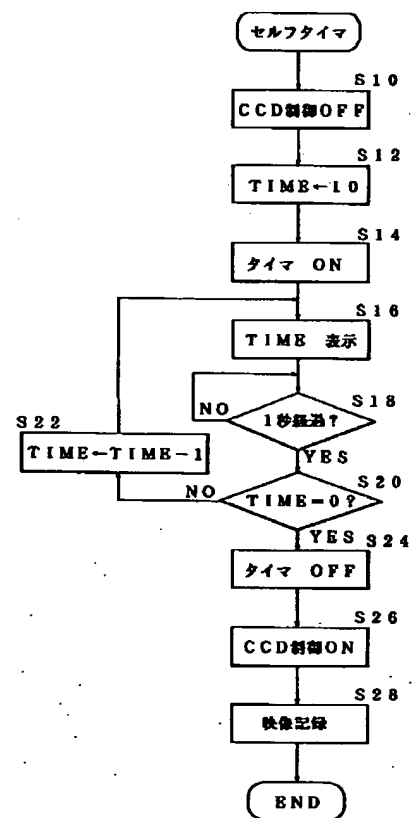 セルフタイマ
S10
CCD制御OFF
S12
TIME←10
S14
タイマ ON
S16
TIME 表示
S18
1秒経過?
NO
YES
S20
TIME=0?
NO
S22
TIME←TIME-1
YES
S24
タイマ OFF
S26
CCD制御ON
S28
映像記録
END